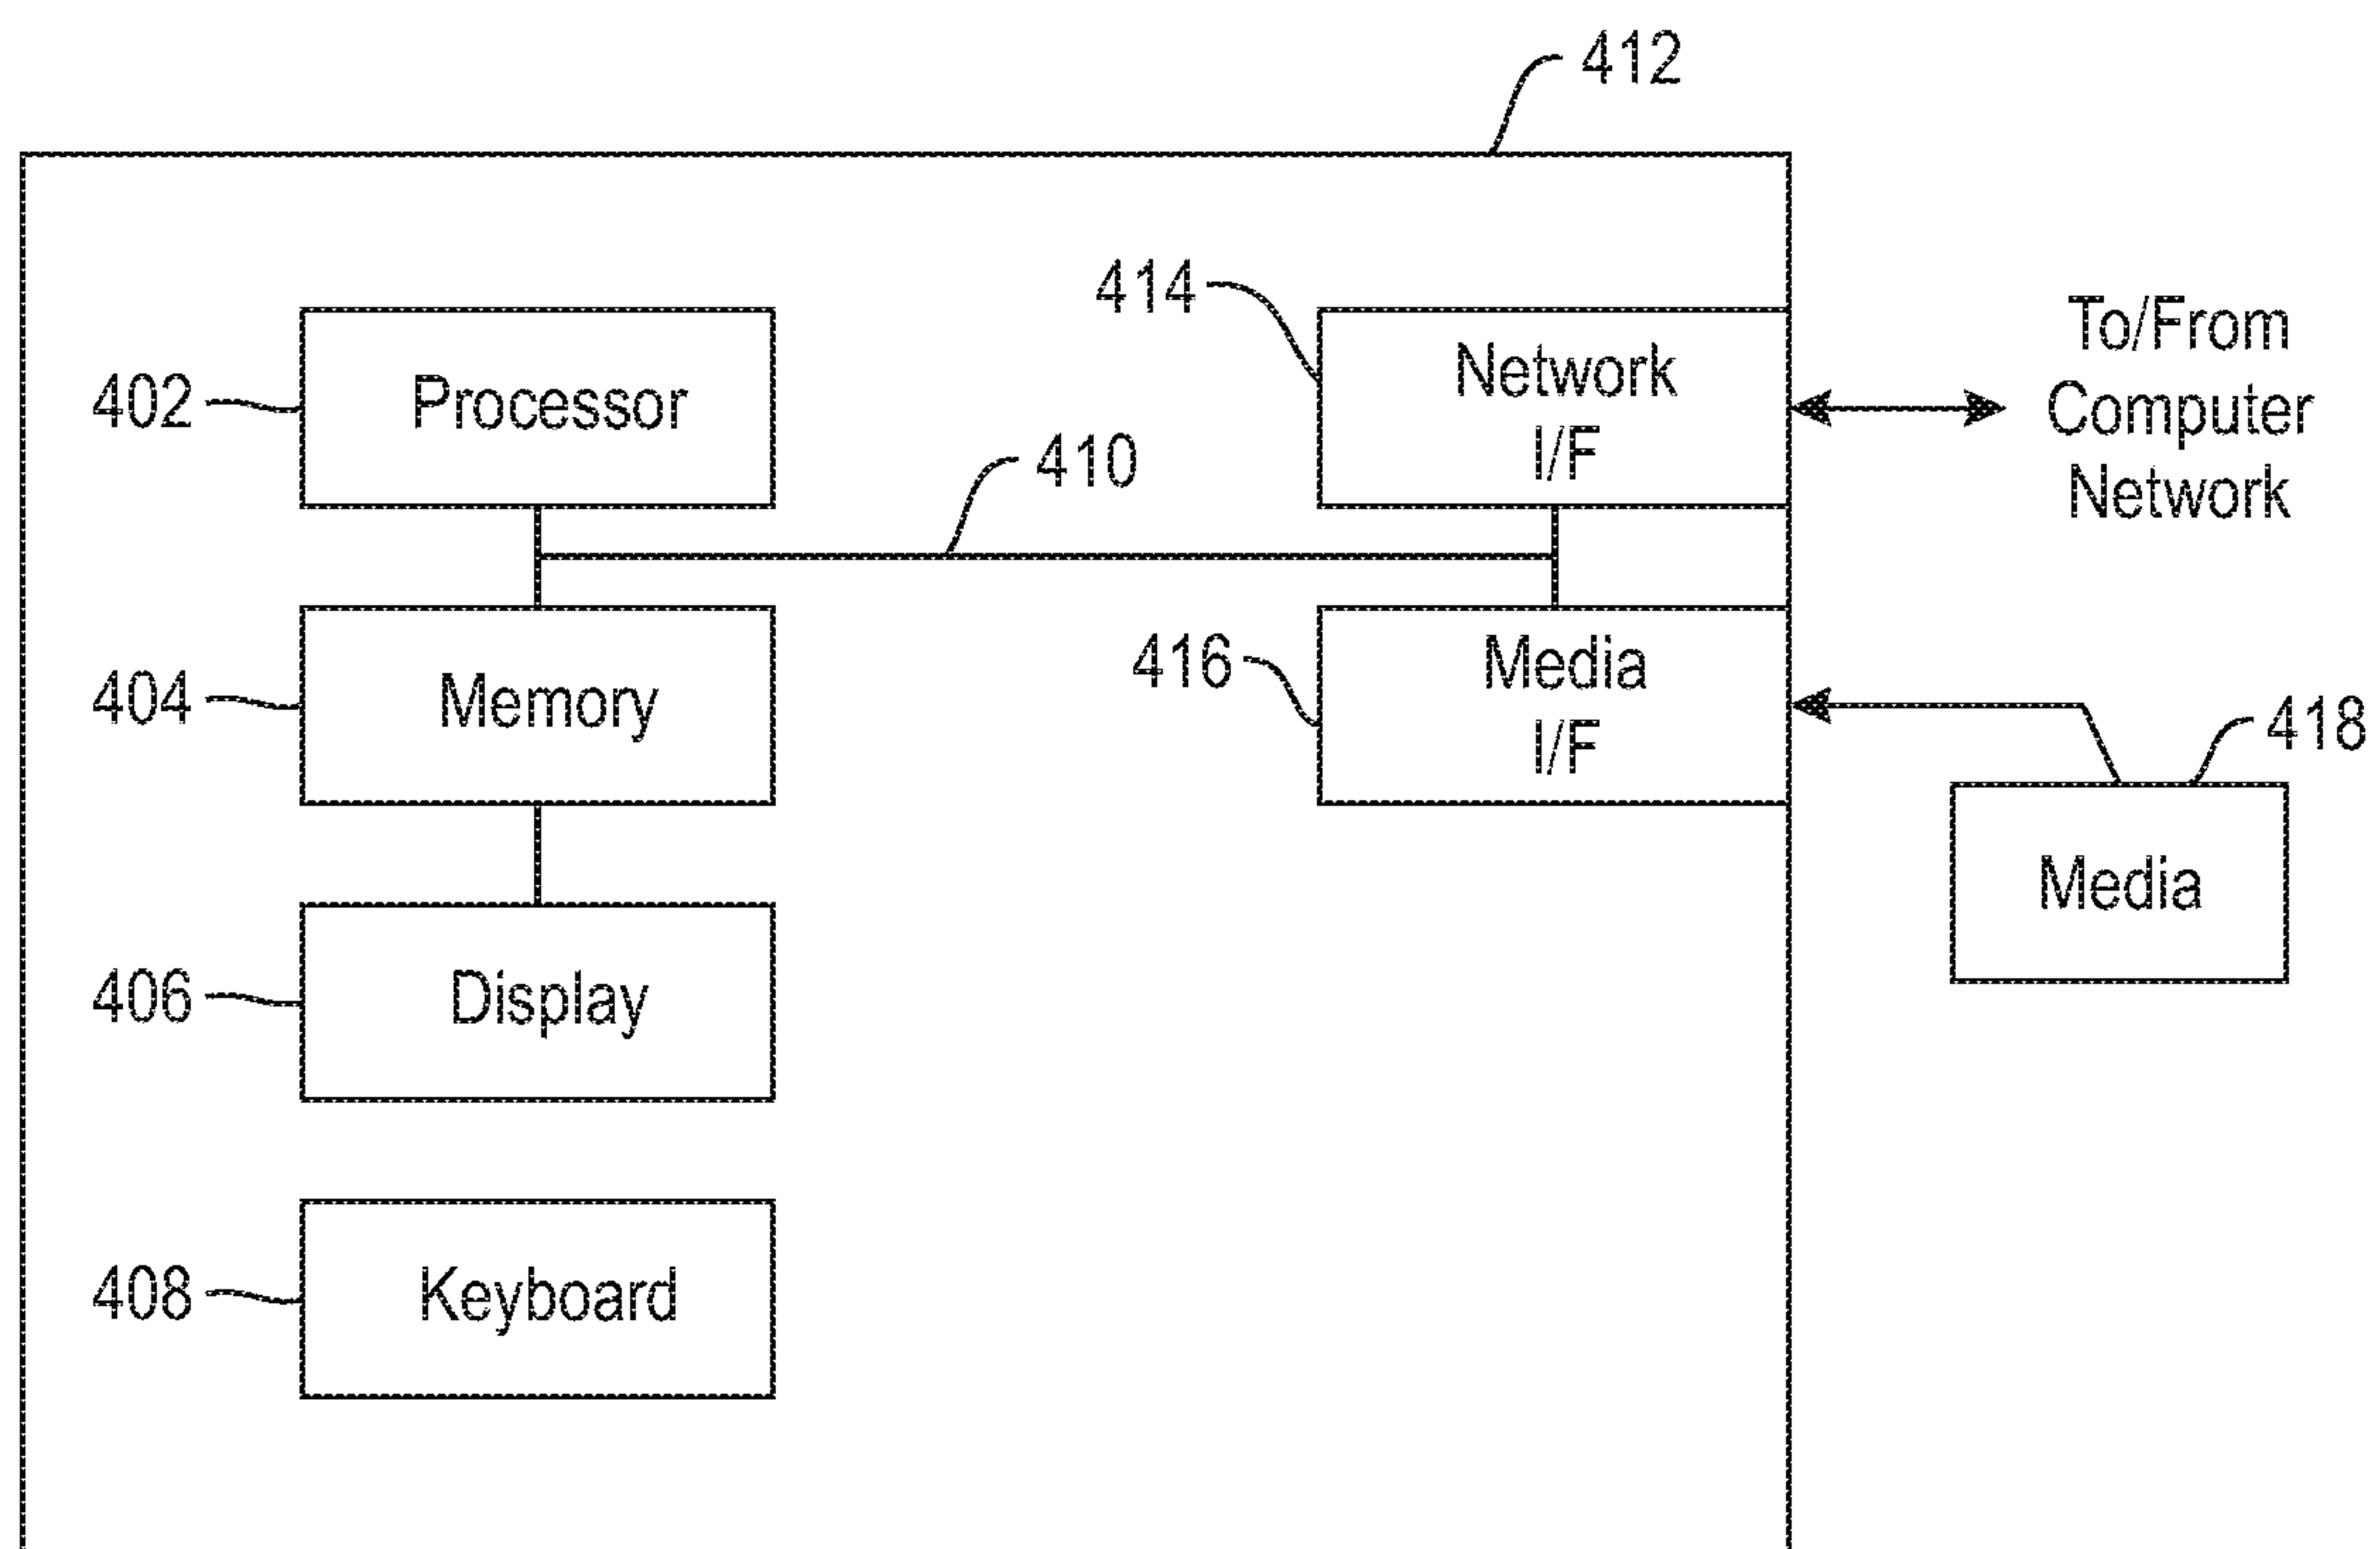 412
414
Network
I/F
To/From
Computer
Network
402
Processor
410
404
Memory
416
Media
I/F
418
Media
406
Display
408
Keyboard